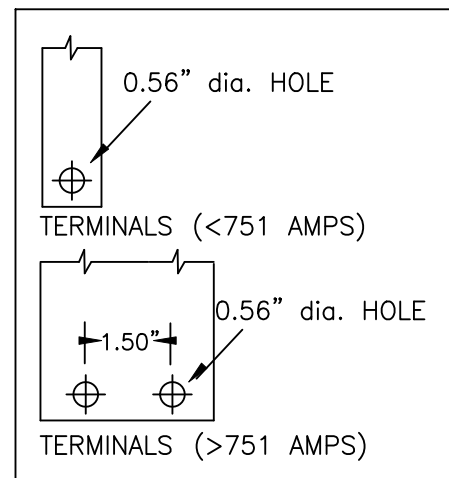 0.56" dia. HOLE
TERMINALS (<751 AMPS)
0.56" dia. HOLE
1.50"
TERMINALS (>751 AMPS)